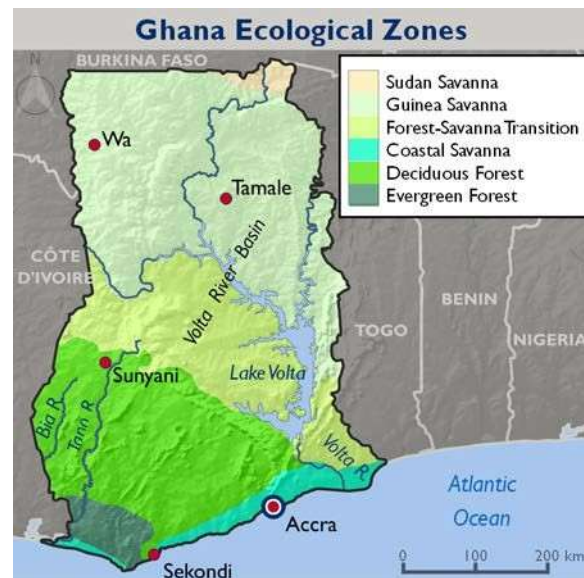 Ghana Ecological Zones
BURKINA FASO
Sudan Savanna
Guinea Savanna
Forest-Savanna Transition
Coastal Savanna
Deciduous Forest
Evergreen Forest
N
Wa
Tamale
CÔTE
D'IVOIRE
Volta River Basin
TOGO
BENIN
NIGERIA
Sunyani
Lake Volta
Bia R
Tano R
Volta R.
Atlantic
Ocean
Accra
Sekondi
0 100 200 km